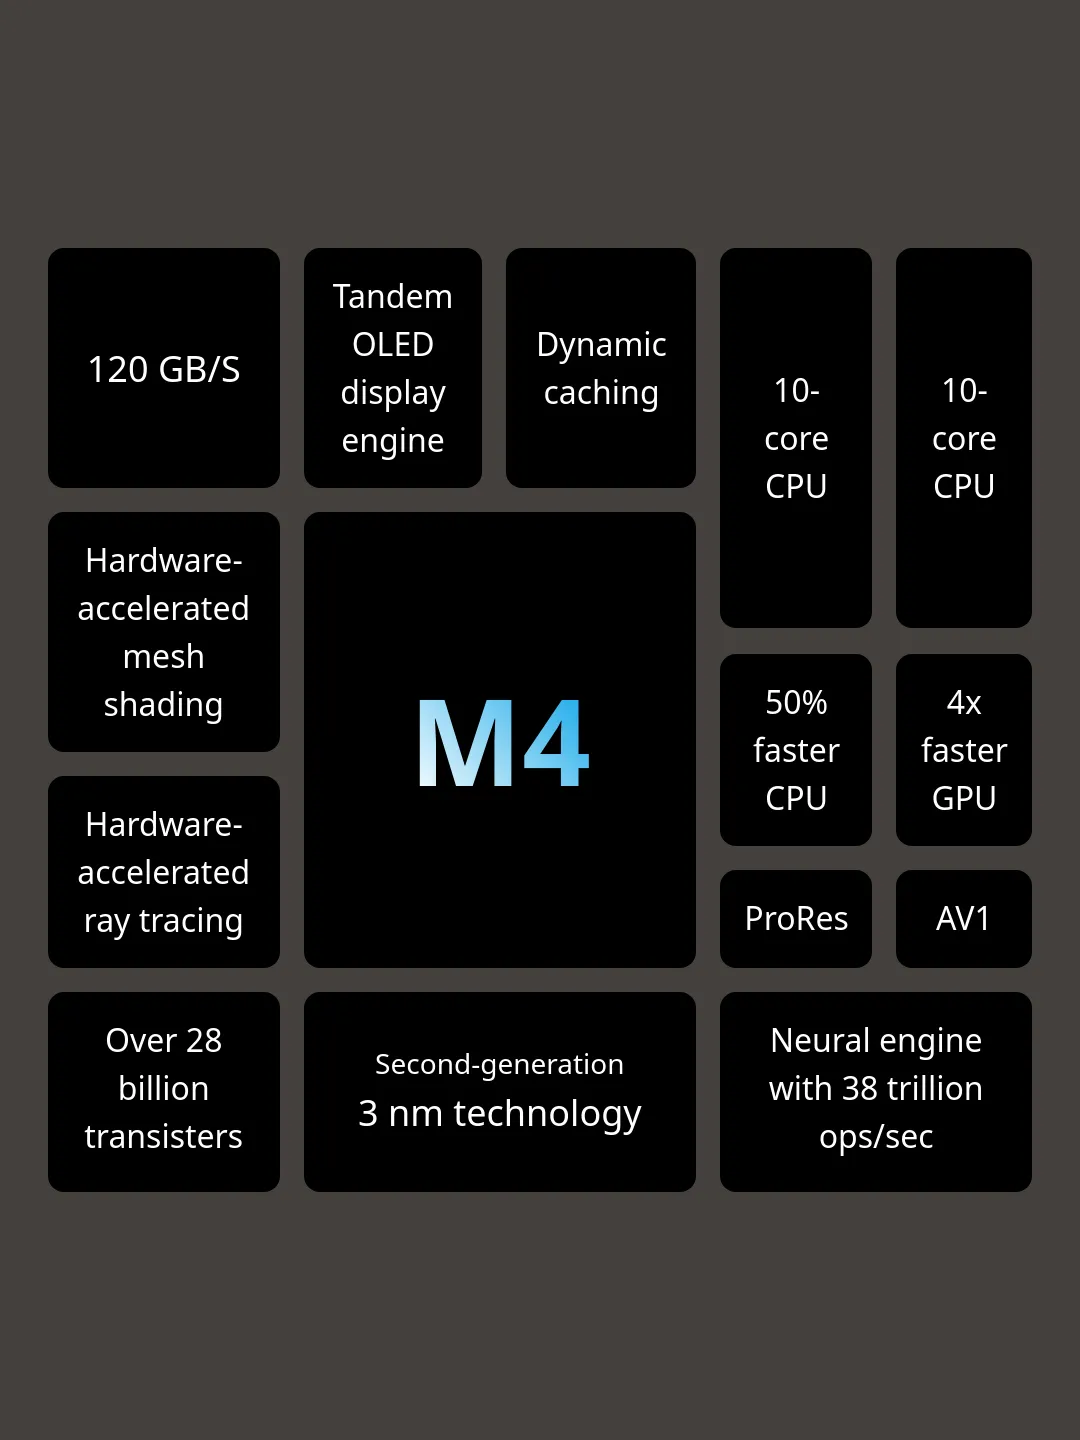 120 GB/S
Tandem
OLED
display
engine
Dynamic
caching
10-
core
CPU
10-
core
CPU
Hardware-
accelerated
mesh
shading
M4
50%
faster
CPU
4x
faster
GPU
Hardware-
accelerated
ray tracing
ProRes
AV1
Over 28
billion
transisters
Second-generation
3 nm technology
Neural engine
with 38 trillion
ops/sec